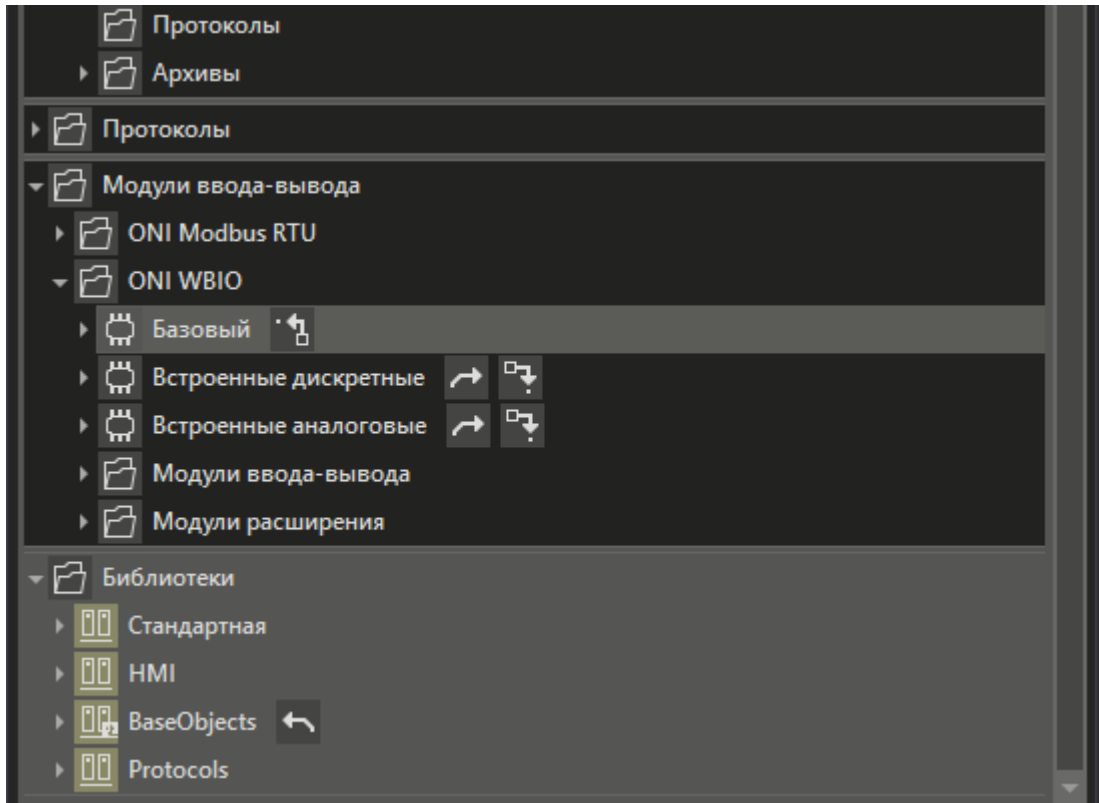 Протоколы
Архивы
Протоколы
Модули ввода-вывода
ONI Modbus RTU
ONI WBIO
Базовый
Встроенные дискретные
Встроенные аналоговые
Модули ввода-вывода
Модули расширения
Библиотеки
Стандартная
HMI
BaseObjects
Protocols